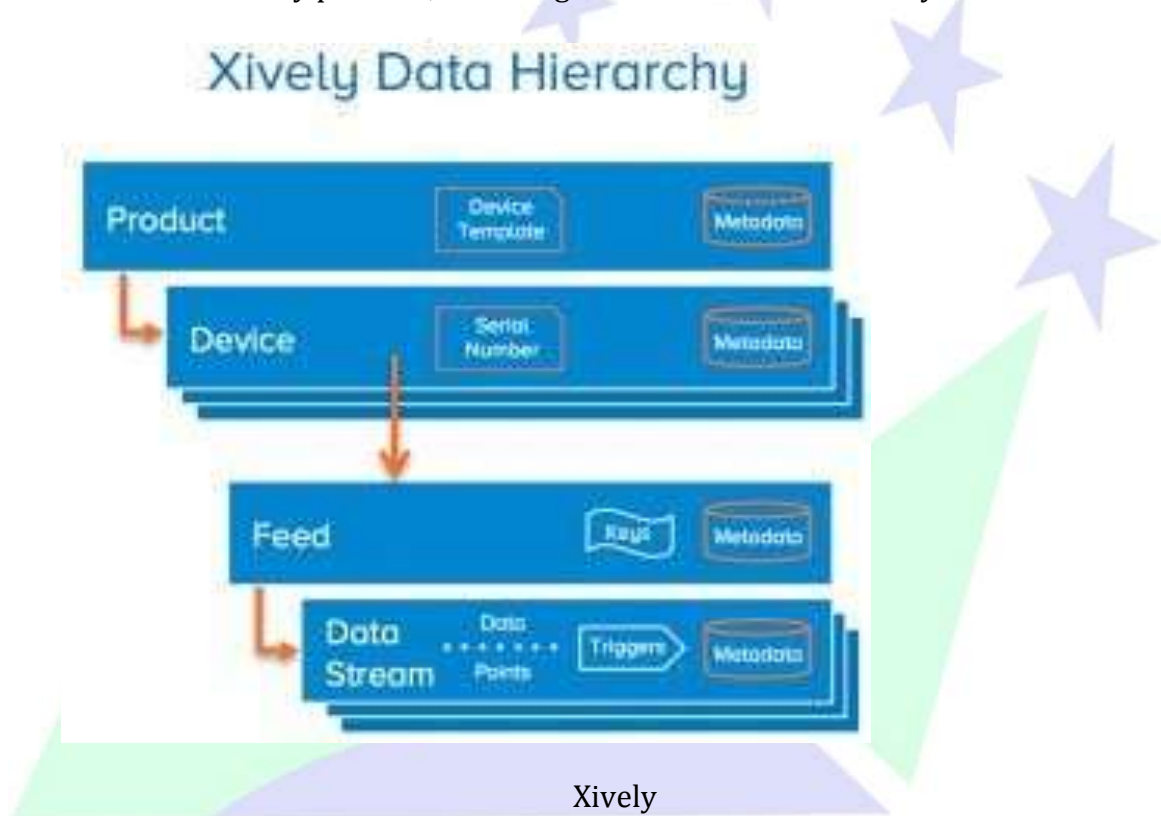 Xively Data Hierarchy
Product
Device
Template
Metadata
Device
Serial
Number
Metadata
Feed
Keys
Metadata
Data
Stream
Data
Points
Triggers
Metadata
Xively